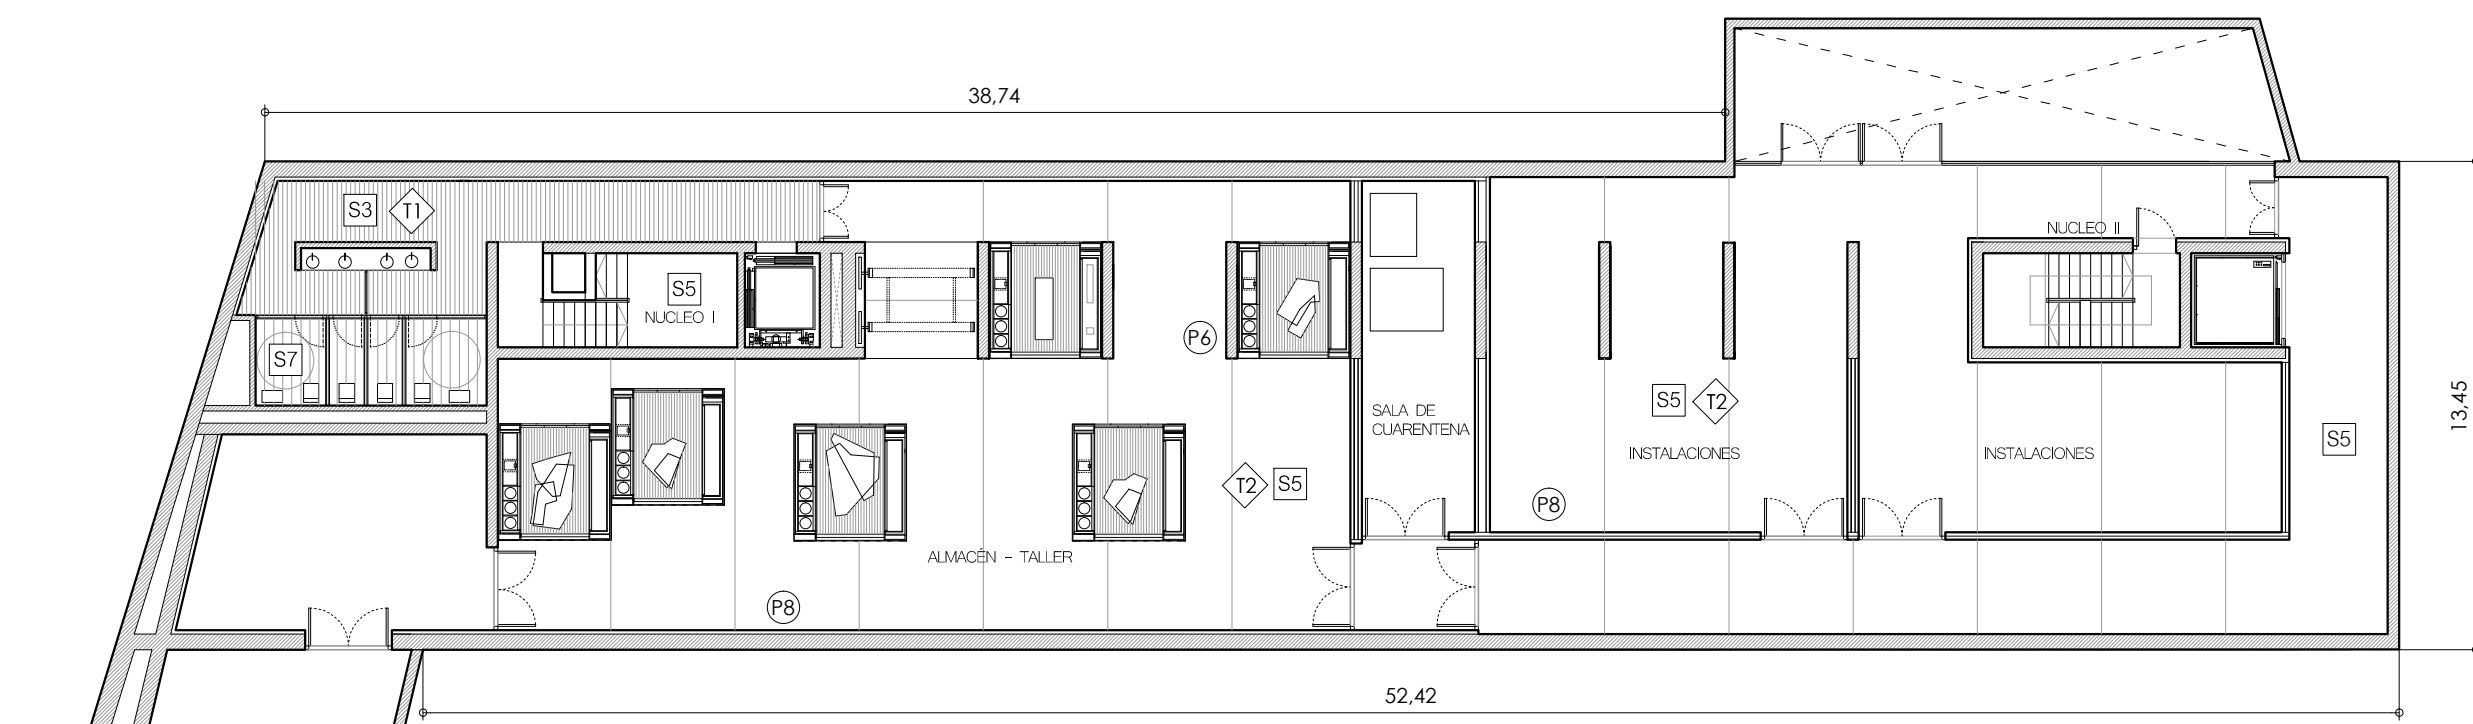 38,74
S3
T1
NUCLEO II
S5
NUCLEO I
P6
S7
13,45
S5
T2
SALA DE
CUARENTENA
S5
INSTALACIONES
INSTALACIONES
T2
S5
P8
ALMACÉN - TALLER
P8
52,42